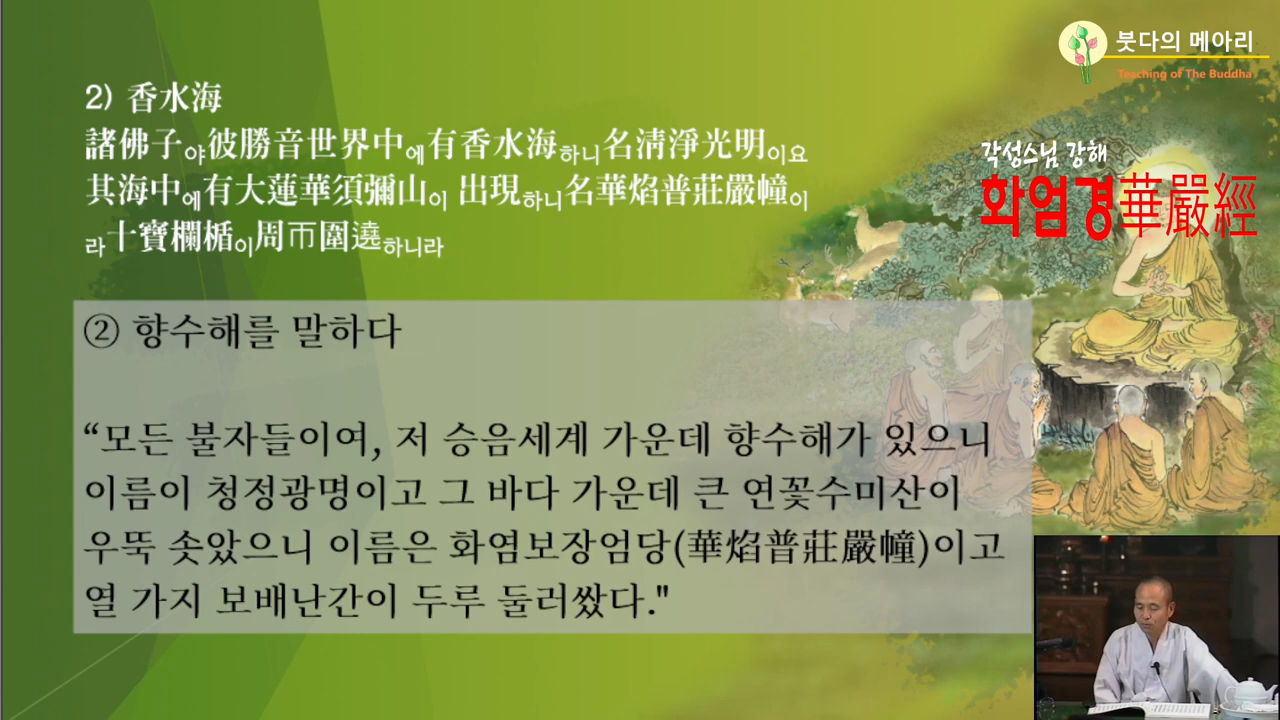 붓다의 메아리
Teaching of The Buddha
각성스님 강해
화엄경華嚴經
2) 香水海
諸佛子야彼勝音世界中에有香水海하니名淸淨光明이요
其海中에有大蓮華須彌山이 出現하니名華焰普莊嚴幢이
라十寶欄楯이周帀圍遶하니라
② 향수해를 말하다
“모든 불자들이여, 저 승음세계 가운데 향수해가 있으니
이름이 청정광명이고 그 바다 가운데 큰 연꽃수미산이
우뚝 솟았으니 이름은 화염보장엄당(華焰普莊嚴幢)이고
열 가지 보배난간이 두루 둘러쌌다."